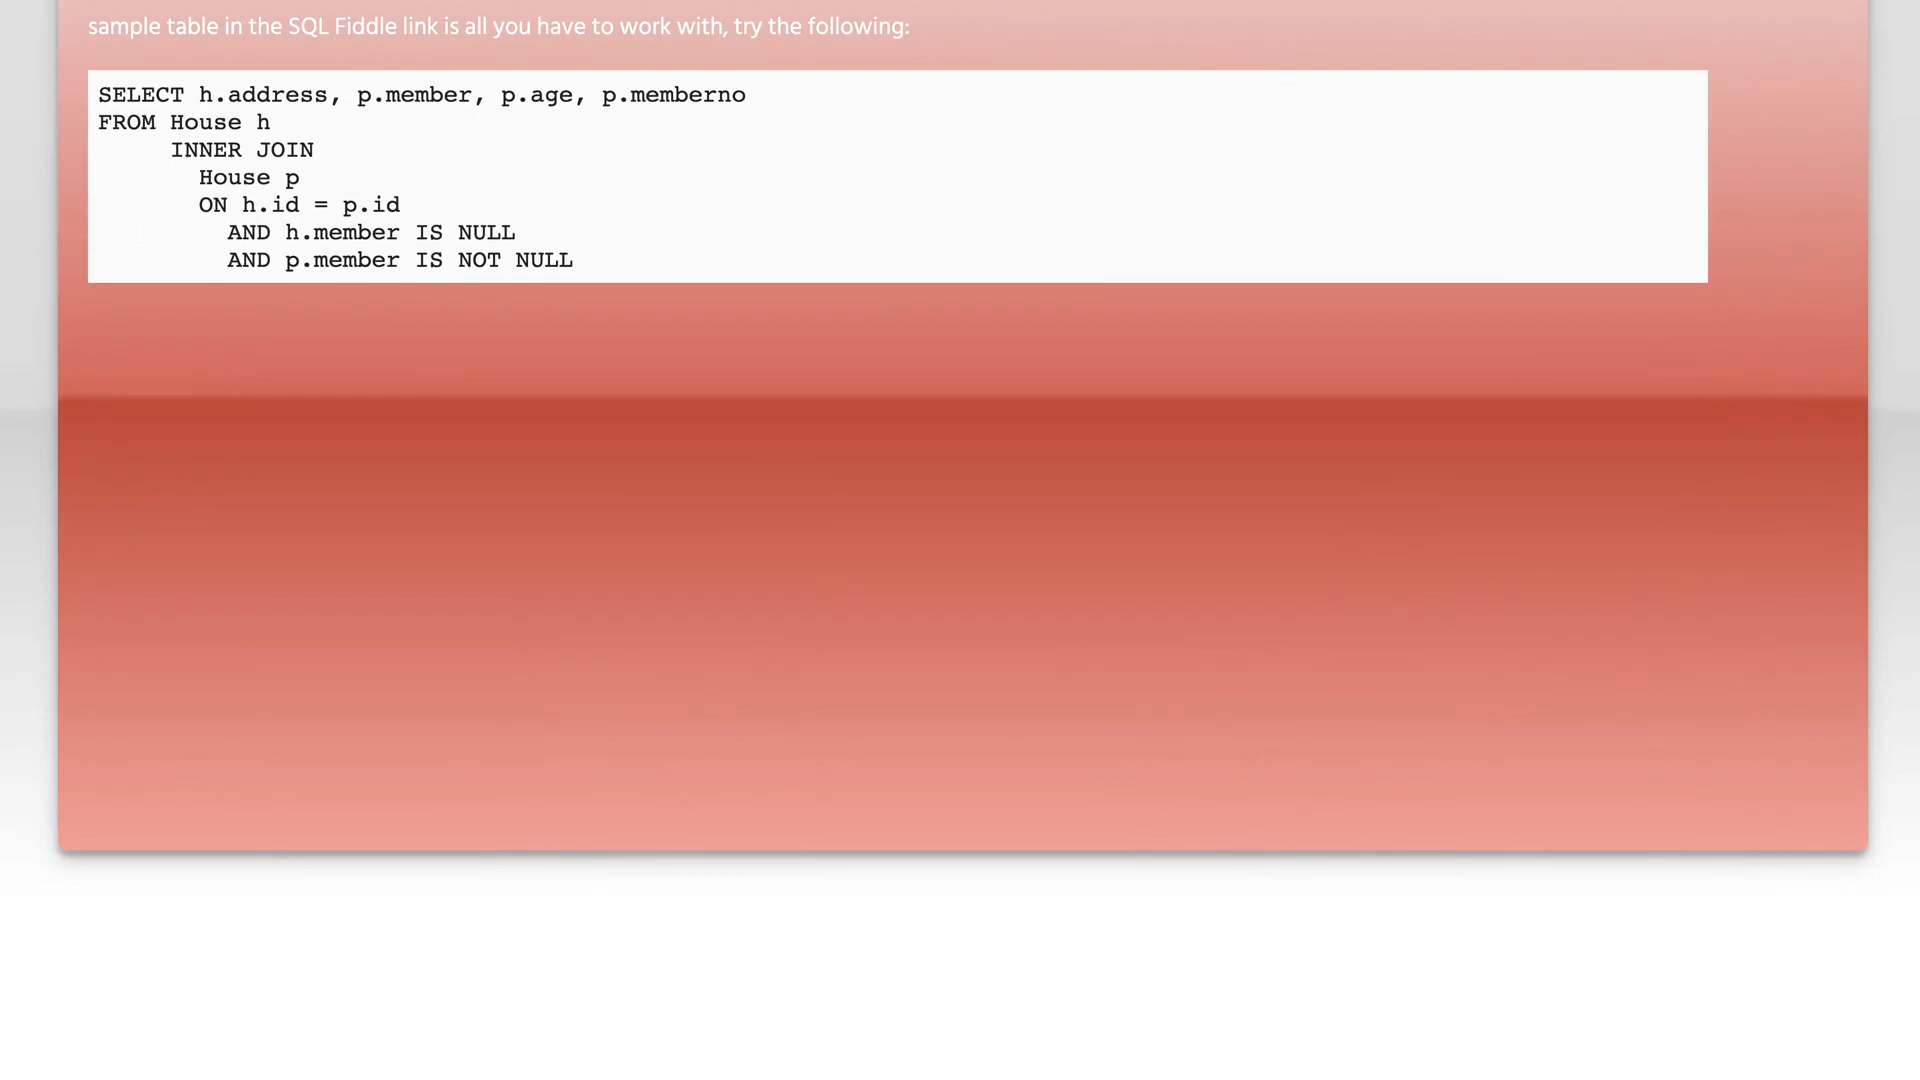 sample table in the SQL Fiddle link is all you have to work with, try the following:
SELECT h.address, p.member, p.age, p.memberno
FROM House h
INNER JOIN
House p
ON h.id = p.id
AND h.member IS NULL
AND p.member IS NOT NULL